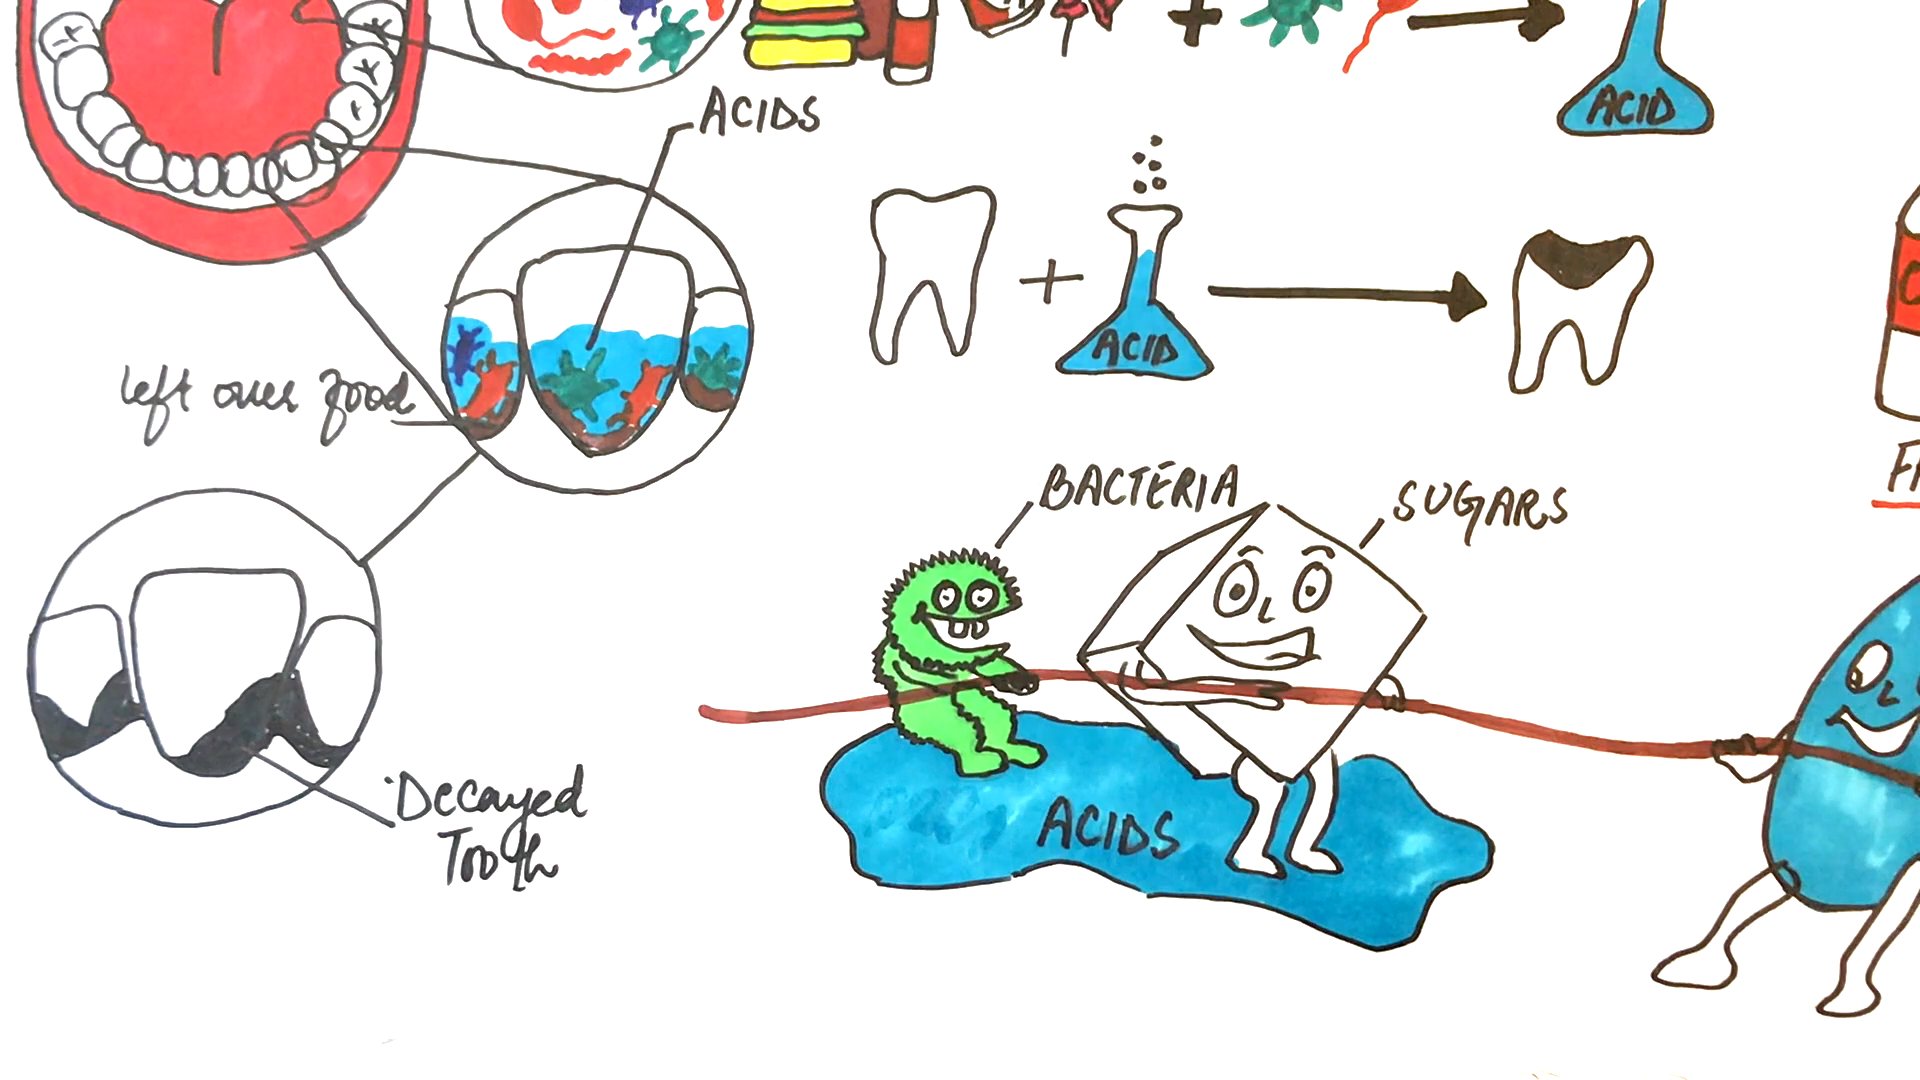 ACIDS
ACID
ACID
left over food
BACTERIA
SUGARS
Decayed
Tooth
ACIDS